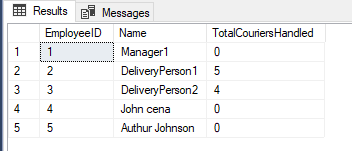 Results Messages
EmployeeID Name TotalCouriersHandled
1 1 Manager1 0
2 2 DeliveryPerson1 5
3 3 DeliveryPerson2 4
4 4 John cena 0
5 5 Authur Johnson 0